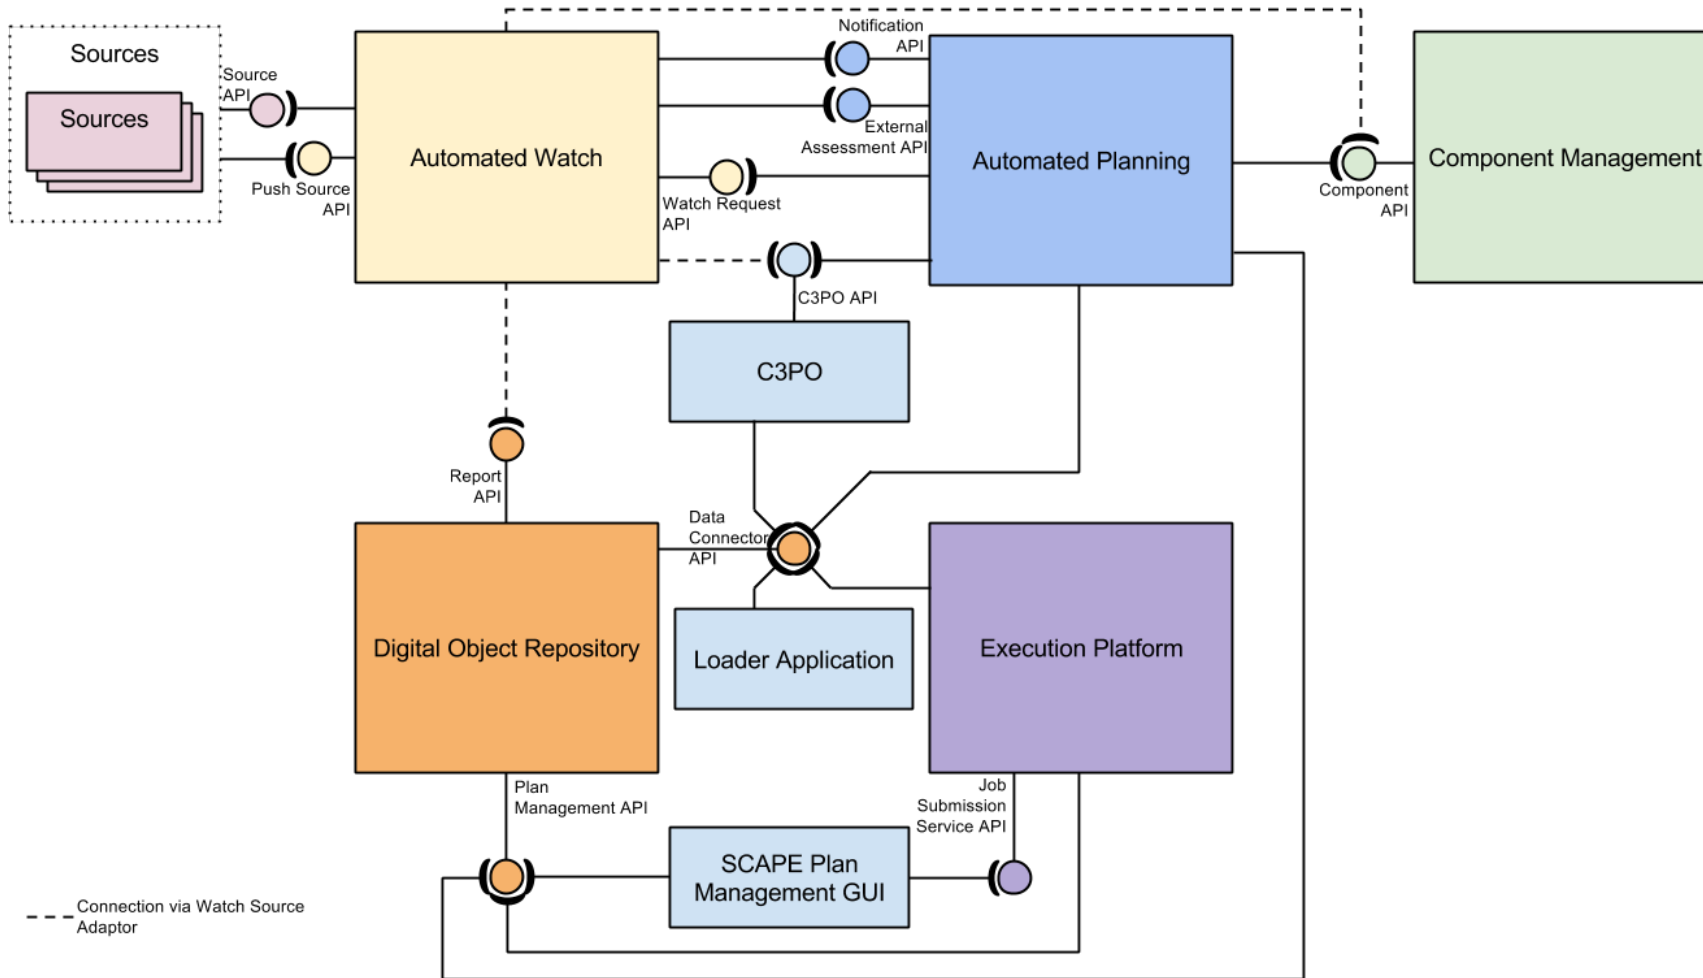 Sources
Sources
Source
API
Push Source
API
Automated Watch
Notification
API
External
Assessment API
Watch Request
API
Automated Planning
Component
API
Component Management
C3PO API
C3PO
Report
API
Data
Connector
API
Digital Object Repository
Loader Application
Execution Platform
Plan
Management API
Job
Submission
Service API
SCAPE Plan
Management GUI
Connection via Watch Source
Adaptor